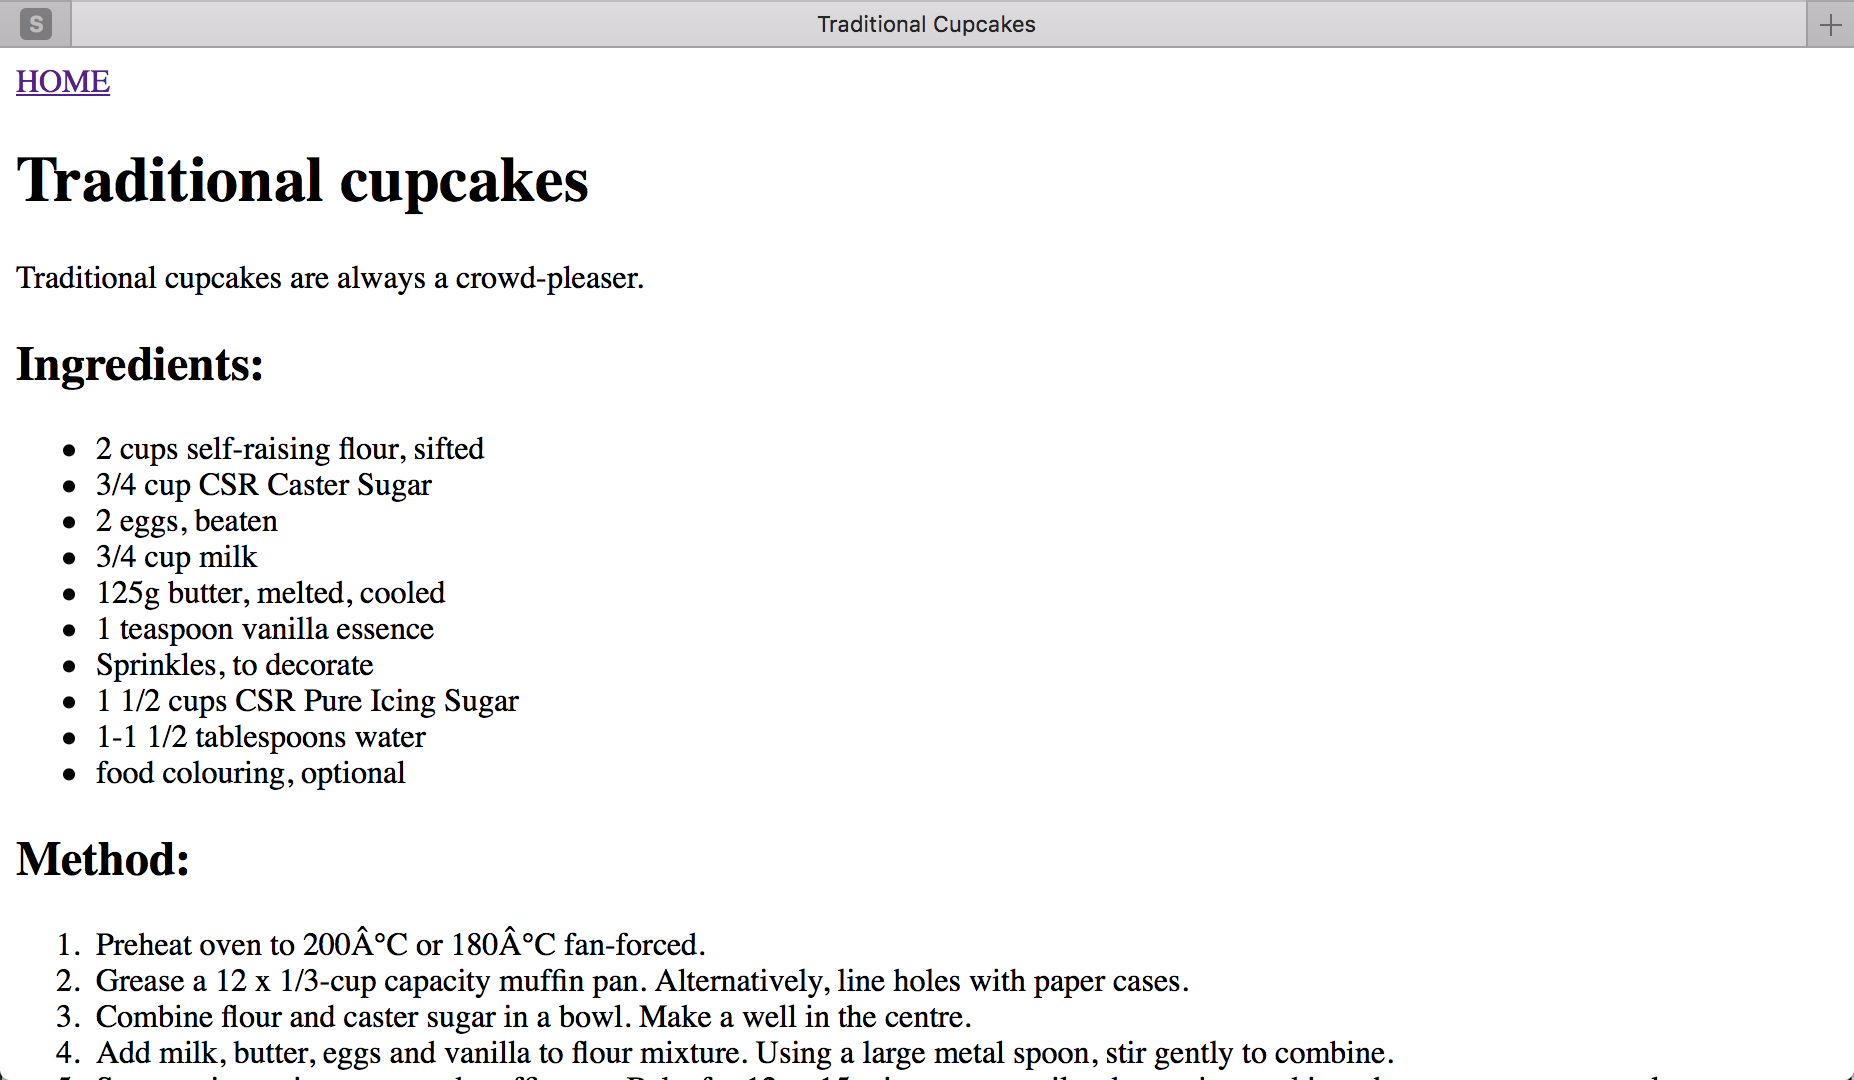 S
Traditional Cupcakes
HOME
Traditional cupcakes
Traditional cupcakes are always a crowd-pleaser.
Ingredients:
• 2 cups self-raising flour, sifted
• 3/4 cup CSR Caster Sugar
• 2 eggs, beaten
• 3/4 cup milk
• 125g butter, melted, cooled
• 1 teaspoon vanilla essence
• Sprinkles, to decorate
• 1 1/2 cups CSR Pure Icing Sugar
• 1-1 1/2 tablespoons water
• food colouring, optional
Method:
1. Preheat oven to 200Â°C or 180Â°C fan-forced.
2. Grease a 12 x 1/3-cup capacity muffin pan. Alternatively, line holes with paper cases.
3. Combine flour and caster sugar in a bowl. Make a well in the centre.
4. Add milk, butter, eggs and vanilla to flour mixture. Using a large metal spoon, stir gently to combine.